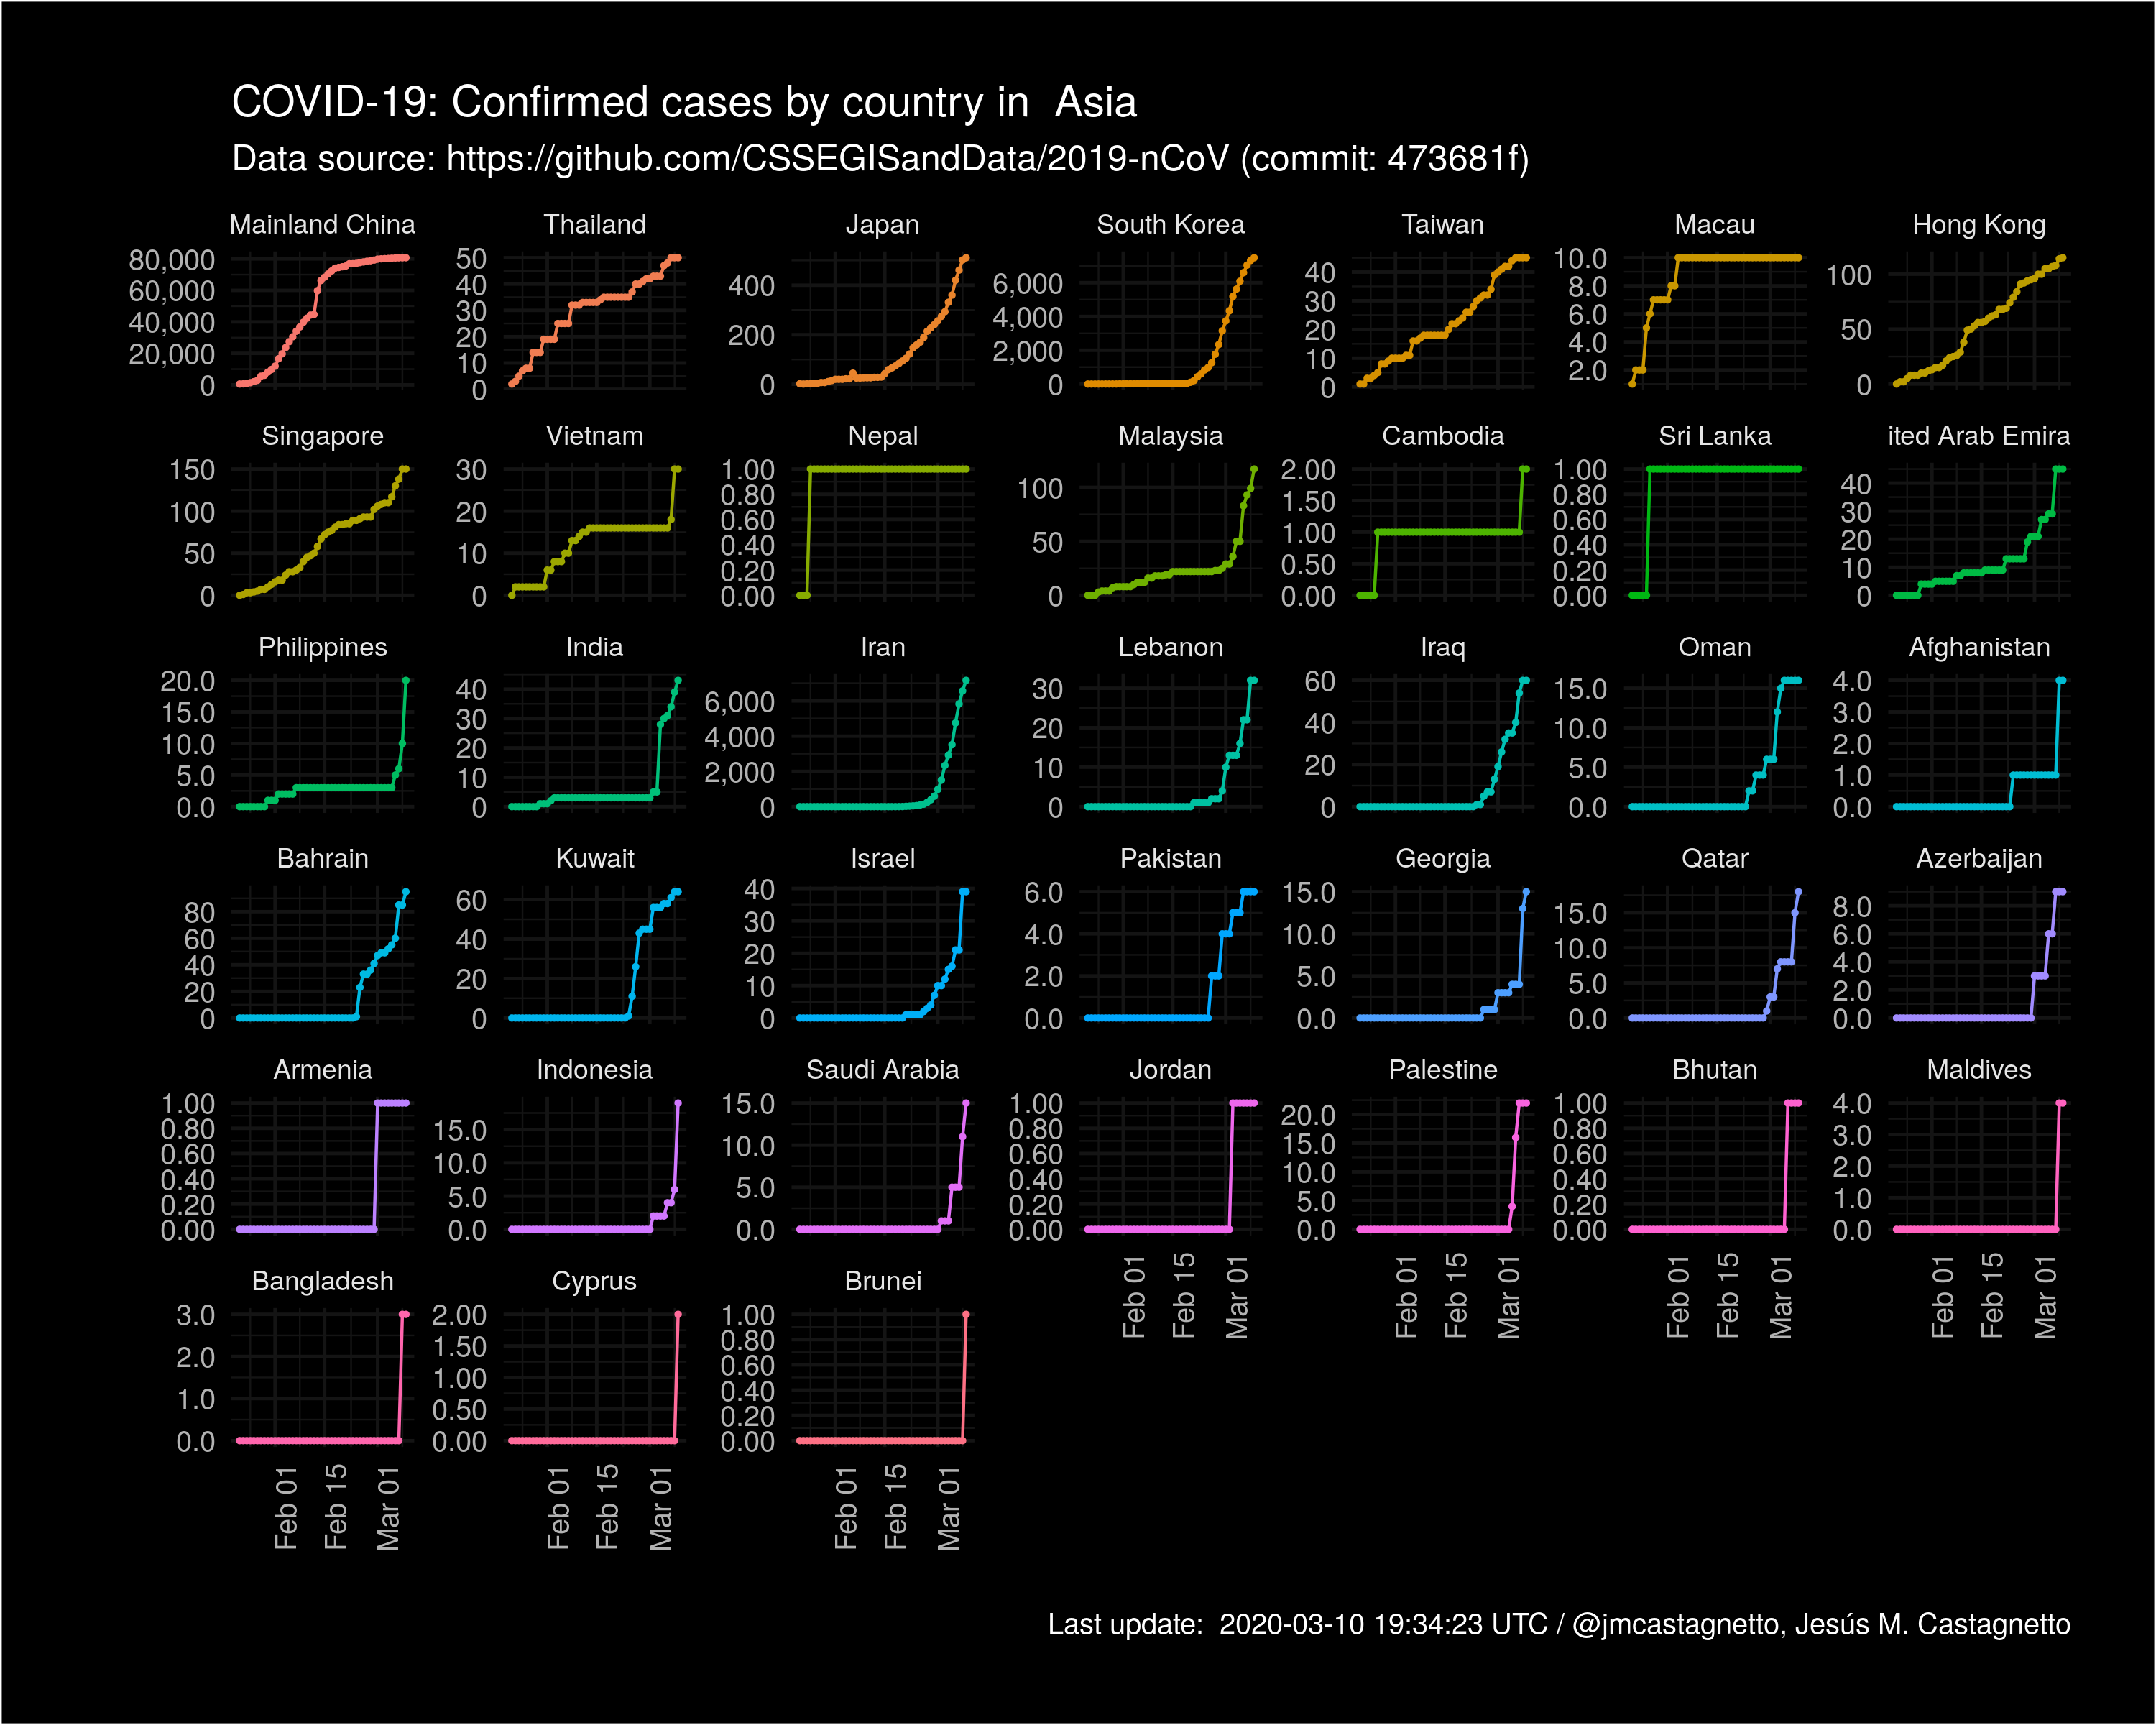 COVID-19: Confirmed cases by country in  Asia
Data source: https://github.com/CSSEGISandData/2019-nCoV (commit: 473681f)
Mainland China
80,000
60,000
40,000
20,000
0
Thailand
50
40
30
20
10
0
Japan
400
200
0
South Korea
6,000
4,000
2,000
0
Taiwan
40
30
20
10
0
Macau
10.0
8.0
6.0
4.0
2.0
Hong Kong
100
50
0
Singapore
150
100
50
0
Vietnam
30
20
10
0
Nepal
1.00
0.80
0.60
0.40
0.20
0.00
Malaysia
100
50
0
Cambodia
2.00
1.50
1.00
0.50
0.00
Sri Lanka
1.00
0.80
0.60
0.40
0.20
0.00
ited Arab Emira
40
30
20
10
0
Philippines
20.0
15.0
10.0
5.0
0.0
India
40
30
20
10
0
Iran
6,000
4,000
2,000
0
Lebanon
30
20
10
0
Iraq
60
40
20
0
Oman
15.0
10.0
5.0
0.0
Afghanistan
4.0
3.0
2.0
1.0
0.0
Bahrain
80
60
40
20
0
Kuwait
60
40
20
0
Israel
40
30
20
10
0
Pakistan
6.0
4.0
2.0
0.0
Georgia
15.0
10.0
5.0
0.0
Qatar
15.0
10.0
5.0
0.0
Azerbaijan
8.0
6.0
4.0
2.0
0.0
Armenia
1.00
0.80
0.60
0.40
0.20
0.00
Indonesia
15.0
10.0
5.0
0.0
Saudi Arabia
15.0
10.0
5.0
0.0
Jordan
1.00
0.80
0.60
0.40
0.20
0.00
Feb 01
Feb 15
Mar 01
Palestine
20.0
15.0
10.0
5.0
0.0
Feb 01
Feb 15
Mar 01
Bhutan
1.00
0.80
0.60
0.40
0.20
0.00
Feb 01
Feb 15
Mar 01
Maldives
4.0
3.0
2.0
1.0
0.0
Feb 01
Feb 15
Mar 01
Bangladesh
3.0
2.0
1.0
0.0
Feb 01
Feb 15
Mar 01
Cyprus
2.00
1.50
1.00
0.50
0.00
Feb 01
Feb 15
Mar 01
Brunei
1.00
0.80
0.60
0.40
0.20
0.00
Feb 01
Feb 15
Mar 01
Last update:  2020-03-10 19:34:23 UTC / @jmcastagnetto, Jesús M. Castagnetto